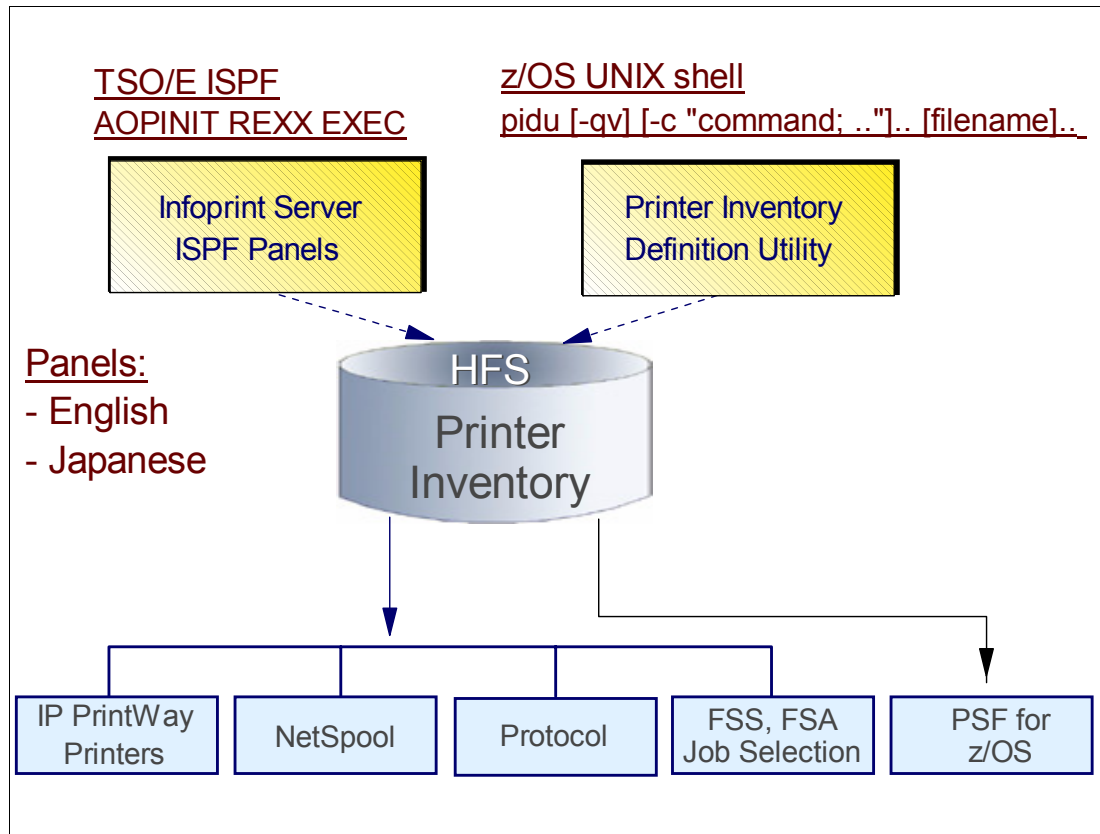 TSO/E ISPF
AOPINIT REXX EXEC
z/OS UNIX shell
pidu [-qv] [-c "command; .."].. [filename]..
Infoprint Server
ISPF Panels
Printer Inventory
Definition Utility
Panels:
- English
- Japanese
HFS
Printer
Inventory
IP PrintWay
Printers
NetSpool
Protocol
FSS, FSA
Job Selection
PSF for
z/OS